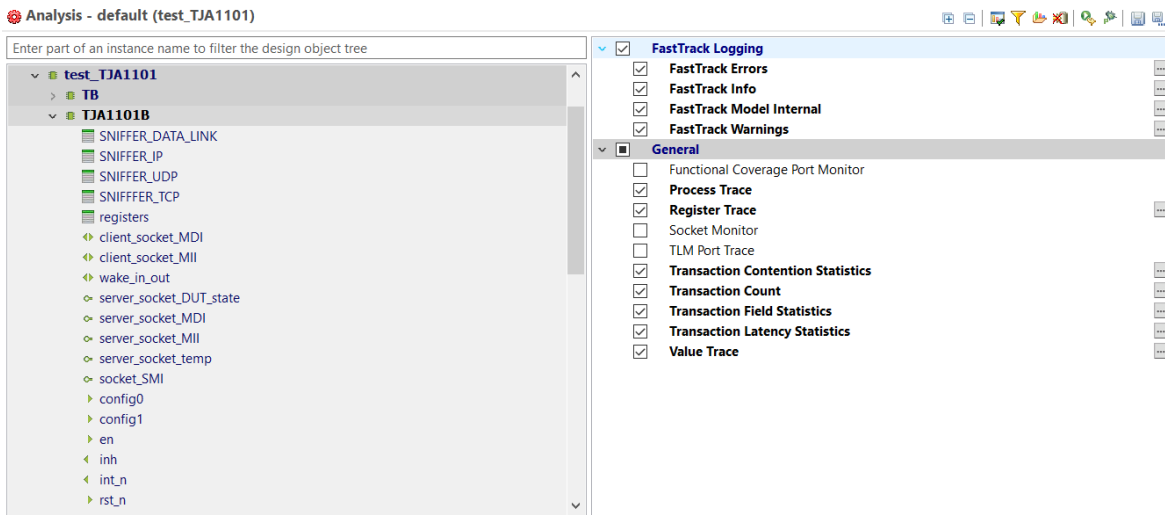 Analysis - default (test_TJA1101)
Enter part of an instance name to filter the design object tree
test_TJA1101
TB
TJA1101B
SNIFFER_DATA_LINK
SNIFFER_IP
SNIFFER_UDP
SNIFFFER_TCP
registers
client_socket_MDI
client_socket_MII
wake_in_out
server_socket_DUT_state
server_socket_MDI
server_socket_MII
server_socket_temp
socket_SMI
config0
config1
en
inh
int_n
rst_n
FastTrack Logging
FastTrack Errors
...
FastTrack Info
...
FastTrack Model Internal
...
FastTrack Warnings
...
General
Functional Coverage Port Monitor
Process Trace
Register Trace
...
Socket Monitor
TLM Port Trace
Transaction Contention Statistics
...
Transaction Count
...
Transaction Field Statistics
...
Transaction Latency Statistics
...
Value Trace
...